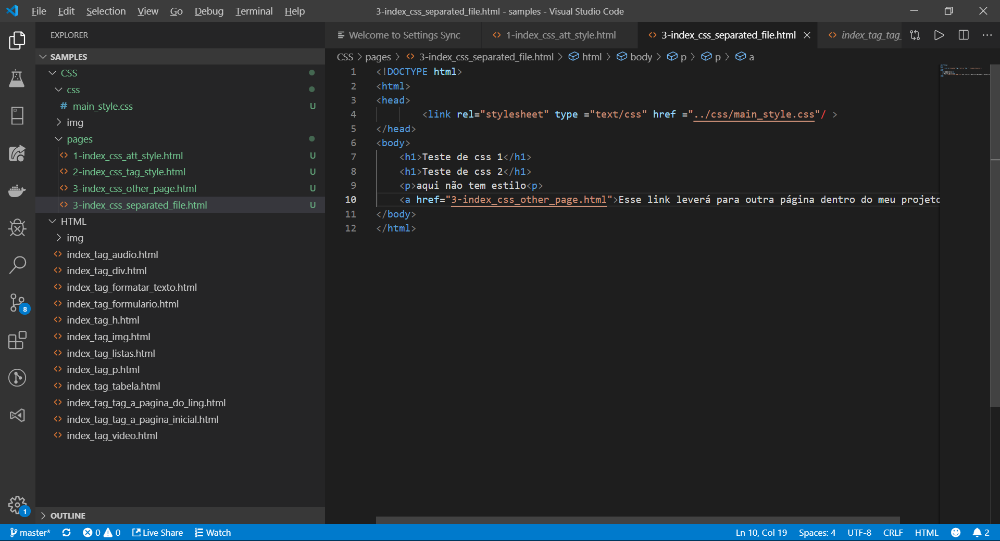 File Edit Selection View Go Debug Terminal Help
3-index_css_separated_file.html - samples - Visual Studio Code
EXPLORER
SAMPLES
CSS
css
# main_style.css U
img
pages
<> 1-index_css_att_style.html U
<> 2-index_css_tag_style.html U
<> 3-index_css_other_page.html U
<> 3-index_css_separated_file.html U
HTML
img
<> index_tag_audio.html
<> index_tag_div.html
<> index_tag_formatar_texto.html
<> index_tag_formulario.html
<> index_tag_h.html
<> index_tag_img.html
<> index_tag_listas.html
<> index_tag_p.html
<> index_tag_tabela.html
<> index_tag_tag_a_pagina_do_ling.html
<> index_tag_tag_a_pagina_inicial.html
<> index_tag_video.html
OUTLINE
8
1
Welcome to Settings Sync <> 1-index_css_att_style.html <> 3-index_css_separated_file.html <> index_tag_tag_
CSS > pages > <> 3-index_css_separated_file.html > html > body > p > p > a
1 <!DOCTYPE html>
2 <html>
3 <head>
4 <link rel="stylesheet" type ="text/css" href ="../css/main_style.css"/ >
5 </head>
6 <body>
7 <h1>Teste de css 1</h1>
8 <h1>Teste de css 2</h1>
9 <p>aqui não tem estilo<p>
10 <a href="3-index_css_other_page.html">Esse link leverá para outra página dentro do meu projeto
11 </body>
12 </html>
master* 0 0 Live Share Watch Ln 10, Col 19 Spaces: 4 UTF-8 CRLF HTML 2